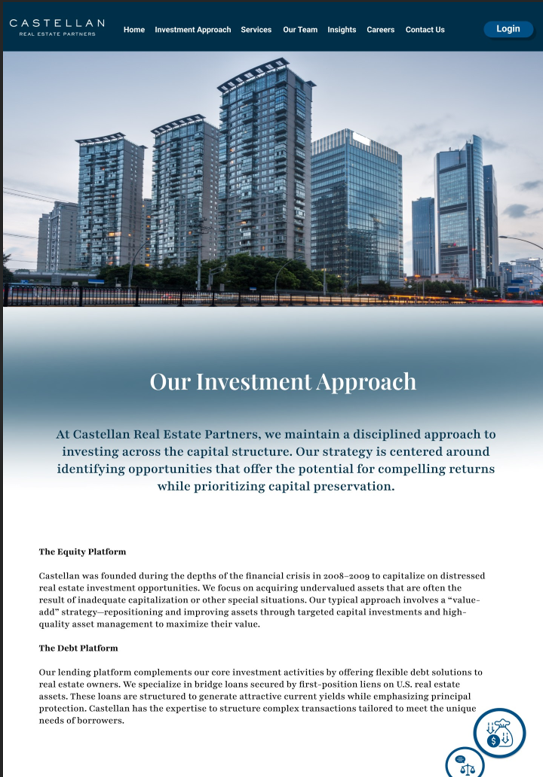 CASTELLAN
REAL ESTATE PARTNERS
Home Investment Approach Services Our Team Insights Careers Contact Us Login
Our Investment Approach
At Castellan Real Estate Partners, we maintain a disciplined approach to
investing across the capital structure. Our strategy is centered around
identifying opportunities that offer the potential for compelling returns
while prioritizing capital preservation.
The Equity Platform
Castellan was founded during the depths of the financial crisis in 2008–2009 to capitalize on distressed
real estate investment opportunities. We focus on acquiring undervalued assets that are often the
result of inadequate capitalization or other special situations. Our typical approach involves a “value-
add” strategy—repositioning and improving assets through targeted capital investments and high-
quality asset management to maximize their value.
The Debt Platform
Our lending platform complements our core investment activities by offering flexible debt solutions to
real estate owners. We specialize in bridge loans secured by first-position liens on U.S. real estate
assets. These loans are structured to generate attractive current yields while emphasizing principal
protection. Castellan has the expertise to structure complex transactions tailored to meet the unique
needs of borrowers.
$